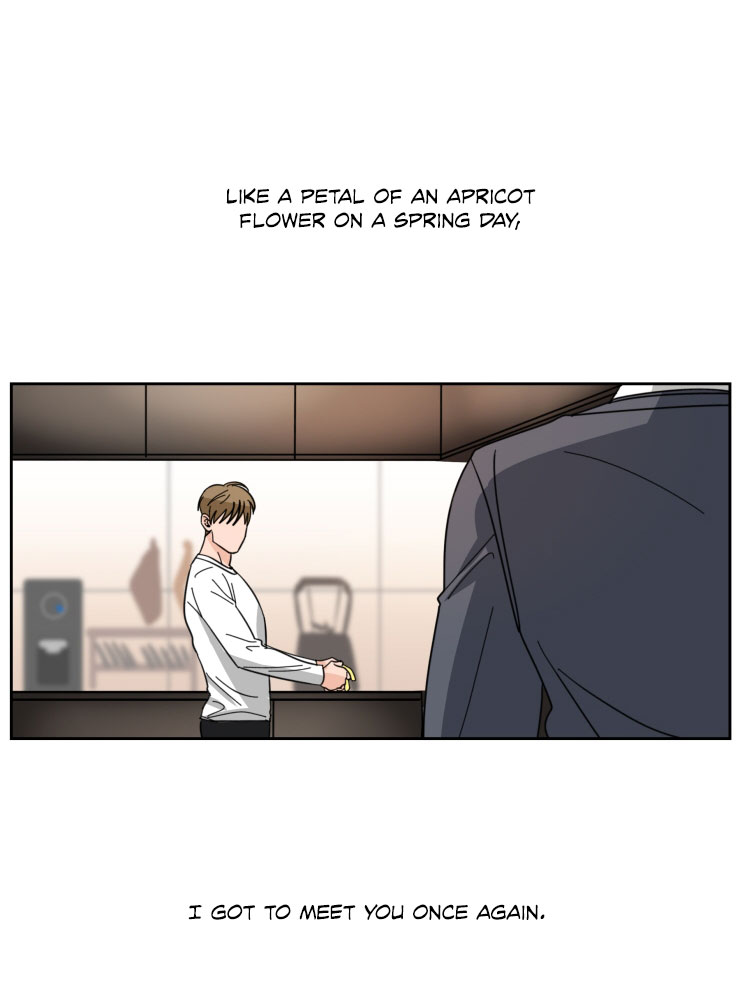 LIKE A PETAL OF AN APRICOT
FLOWER ON A SPRING DAY,
I GOT TO MEET YOU ONCE AGAIN.